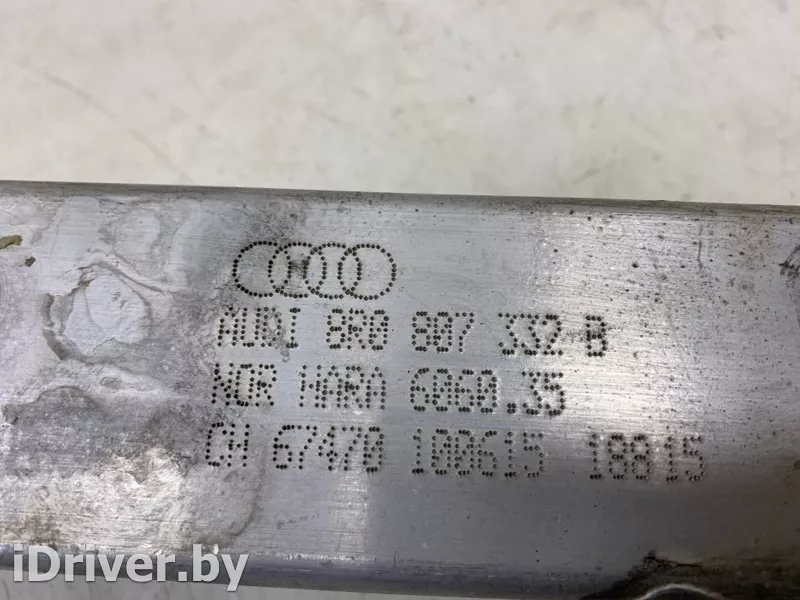 AUDI 8R0 807 332 B
NOR HARA 6060.35
CH 67470 100615 18815
iDriver.by